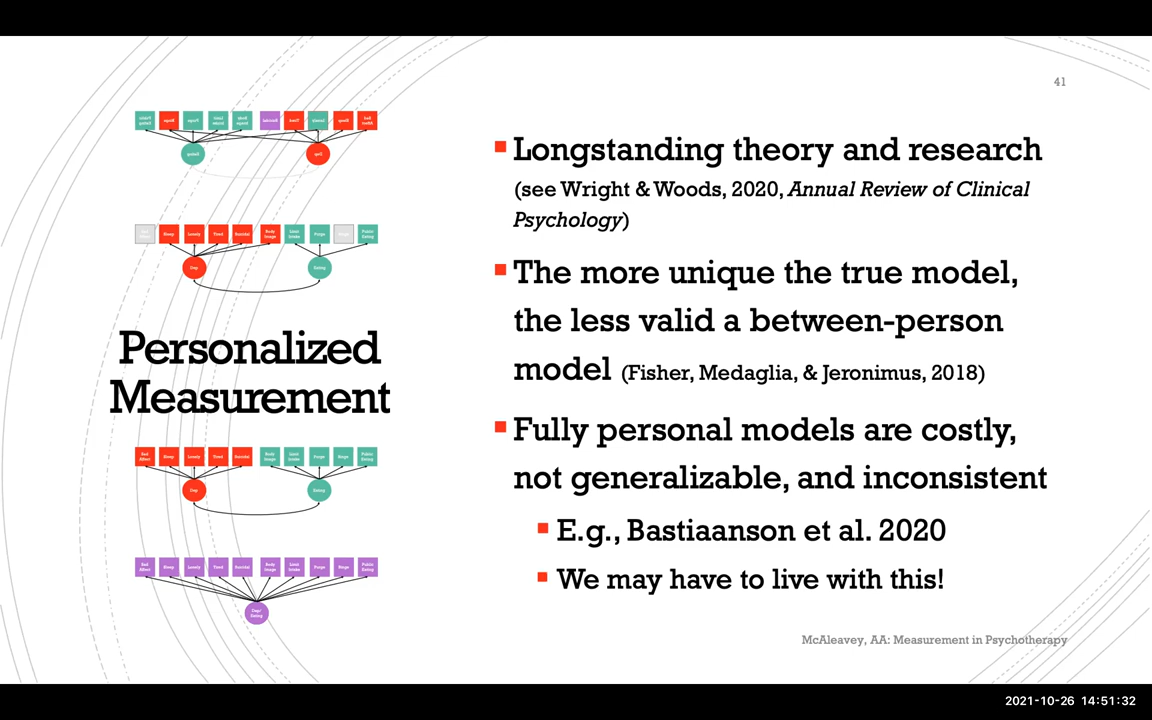 41
Sleep
Lonely
Tired
Suicidal
Body
Image
Limit
Intake
Purge
Public
Eating
Dep
Eating
Personalized
Measurement
Sad
Affect
Sleep
Lonely
Tired
Suicidal
Body
Image
Limit
Intake
Purge
Binge
Public
Eating
Dep
Eating
Sad
Affect
Sleep
Lonely
Tired
Suicidal
Body
Image
Limit
Intake
Purge
Binge
Public
Eating
Dep/
Eating
Longstanding theory and research
(see Wright & Woods, 2020, Annual Review of Clinical
Psychology)
The more unique the true model,
the less valid a between-person
model (Fisher, Medaglia, & Jeronimus, 2018)
Fully personal models are costly,
not generalizable, and inconsistent
E.g., Bastiaanson et al. 2020
We may have to live with this!
McAleavey, AA: Measurement in Psychotherapy
2021-10-26 14:51:32